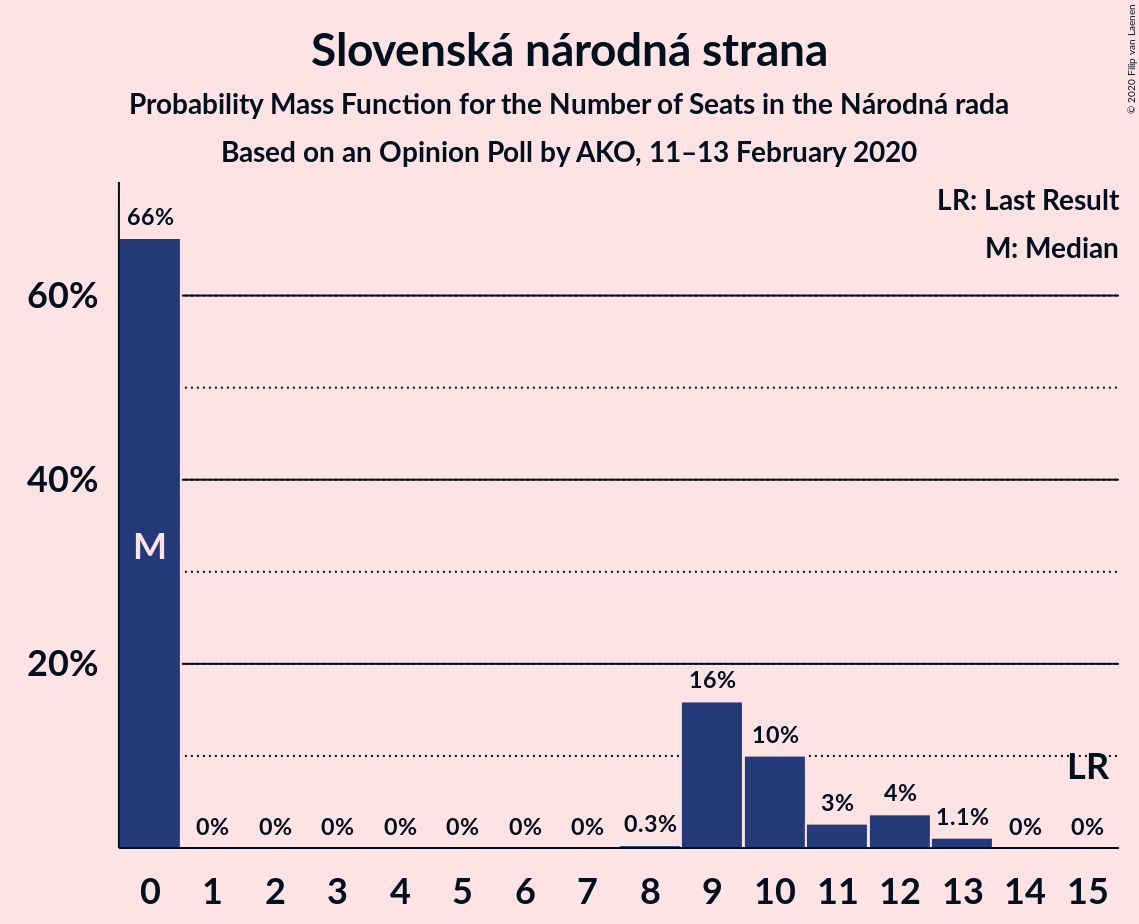 Slovenská národná strana
Probability Mass Function for the Number of Seats in the Národná rada
Based on an Opinion Poll by AKO, 11–13 February 2020
© 2020 Filip van Laenen
LR: Last Result
M: Median
66%
60%
40%
M
20%
16%
10%
LR
3%
4%
0% 0% 0% 0% 0% 0% 0% 0.3% 1.1% 0% 0%
0 1 2 3 4 5 6 7 8 9 10 11 12 13 14 15